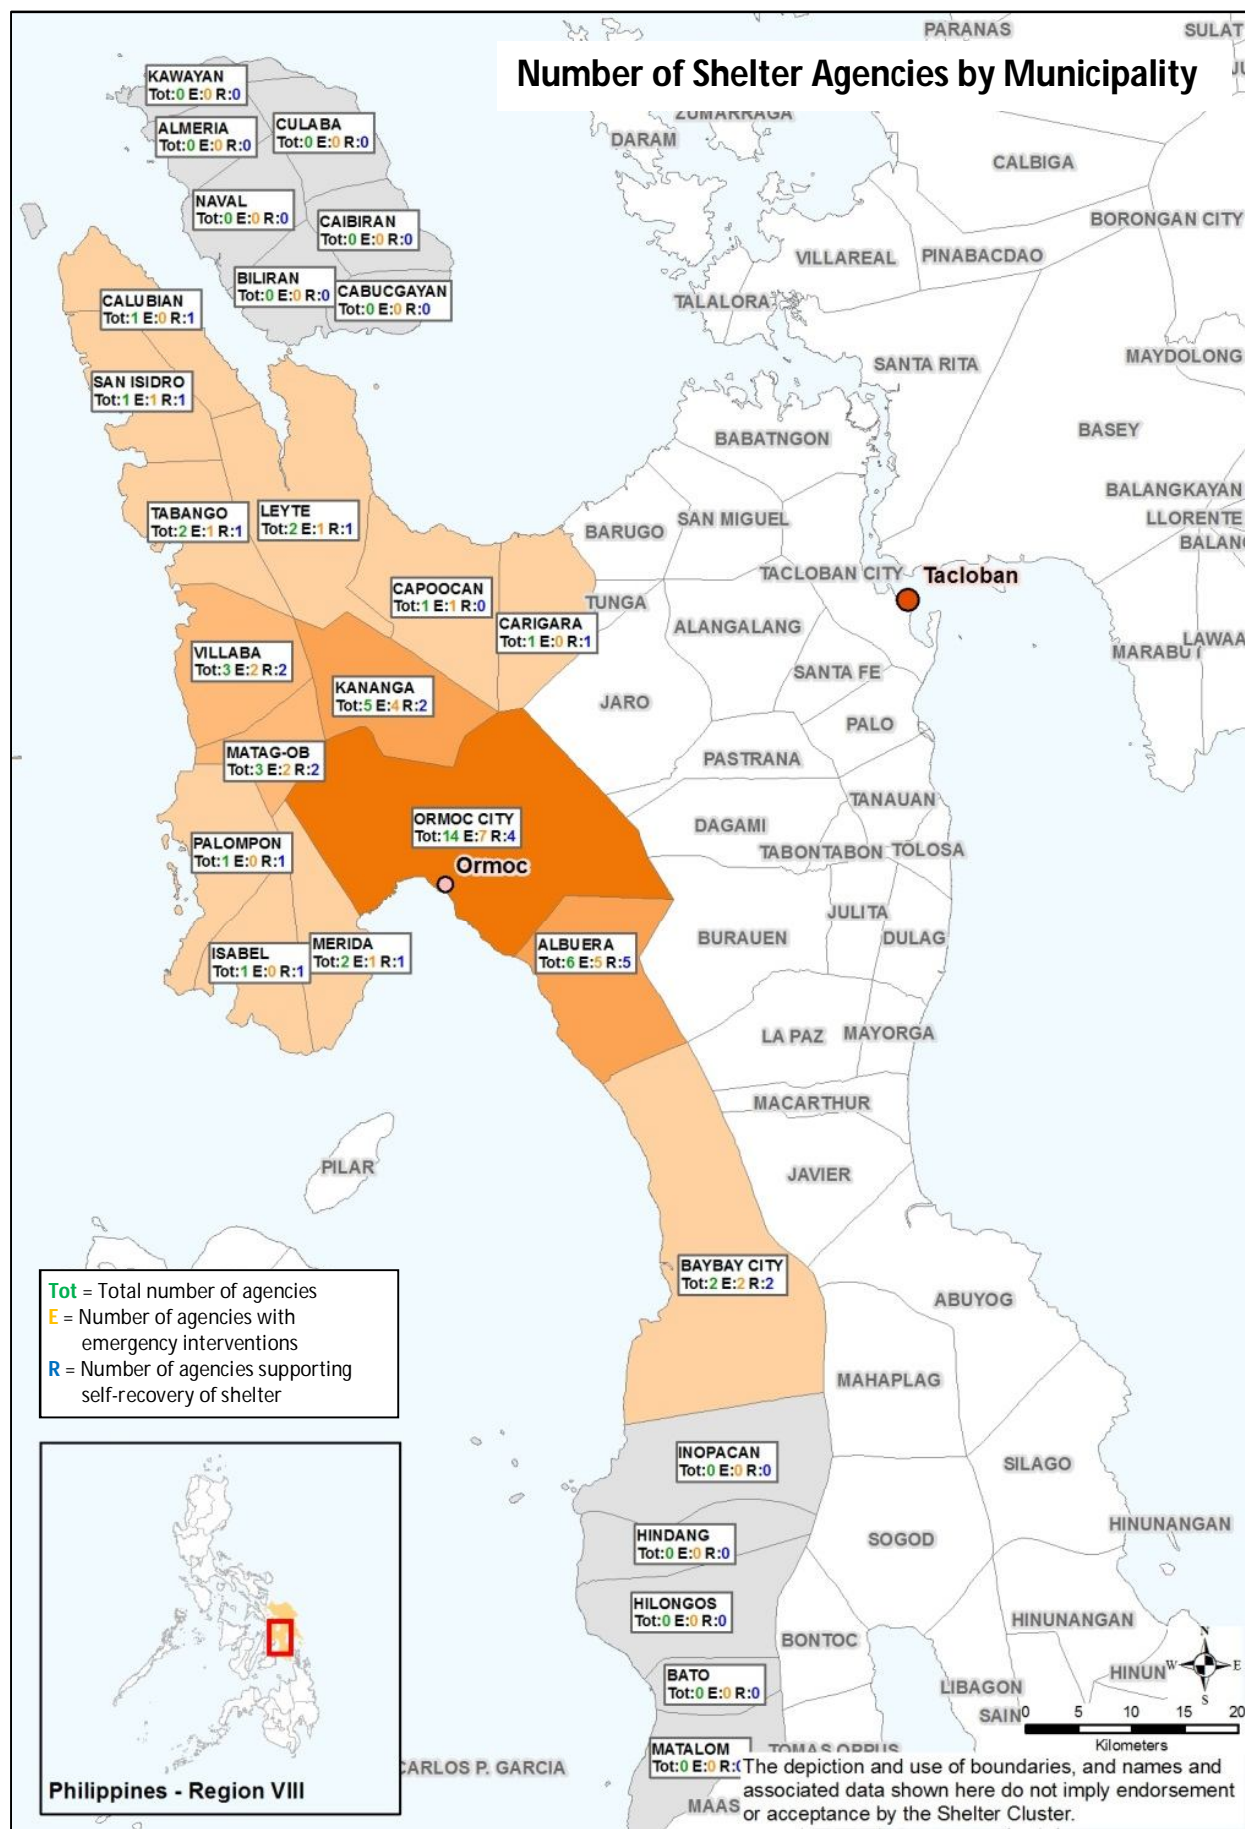 PARANAS
SULAT
Number of Shelter Agencies by Municipality
KAWAYAN
Tot:0 E:0 R:0
ZUMARRAGA
ALMERIA
Tot:0 E:0 R:0
CULABA
Tot:0 E:0 R:0
DARAM
CALBIGA
NAVAL
Tot:0 E:0 R:0
CAIBIRAN
Tot:0 E:0 R:0
BORONGAN CITY
VILLAREAL
PINABACDAO
BILIRAN
Tot:0 E:0 R:0
CABUCGAYAN
Tot:0 E:0 R:0
CALUBIAN
Tot:1 E:0 R:1
TALALORA
SANTA RITA
MAYDOLONG
SAN ISIDRO
Tot:1 E:1 R:1
BABATNGON
BASEY
BALANGKAYAN
TABANGO
Tot:2 E:1 R:1
LEYTE
Tot:2 E:1 R:1
BARUGO
SAN MIGUEL
LLORENTE
BALANG
TACLOBAN CITY
Tacloban
CAPOOCAN
Tot:1 E:1 R:0
TUNGA
CARIGARA
Tot:1 E:0 R:1
ALANGALANG
LAWAA
MARABUT
VILLABA
Tot:3 E:2 R:2
SANTA FE
KANANGA
Tot:5 E:4 R:2
JARO
PALO
MATAG-OB
Tot:3 E:2 R:2
PASTRANA
TANAUAN
ORMOC CITY
Tot:14 E:7 R:4
DAGAMI
PALOMPON
Tot:1 E:0 R:1
TABONTABON
TOLOSA
Ormoc
JULITA
BURAUEN
DULAG
ISABEL
Tot:1 E:0 R:1
MERIDA
Tot:2 E:1 R:1
ALBUERA
Tot:6 E:5 R:5
LA PAZ
MAYORGA
MACARTHUR
PILAR
JAVIER
BAYBAY CITY
Tot:2 E:2 R:2
ABUYOG
Tot = Total number of agencies
E = Number of agencies with
emergency interventions
R = Number of agencies supporting
self-recovery of shelter
MAHAPLAG
INOPACAN
Tot:0 E:0 R:0
SILAGO
HINDANG
Tot:0 E:0 R:0
SOGOD
HINUNANGAN
HILONGOS
Tot:0 E:0 R:0
BONTOC
HINUNANGAN
N
W
E
S
BATO
Tot:0 E:0 R:0
HINUN
LIBAGON
SAIN
0 5 10 15 20
Kilometers
MATALOM
Tot:0 E:0 R:0
TOMAS OPPUS
CARLOS P. GARCIA
MAAS
Philippines - Region VIII
The depiction and use of boundaries, and names and
associated data shown here do not imply endorsement
or acceptance by the Shelter Cluster.